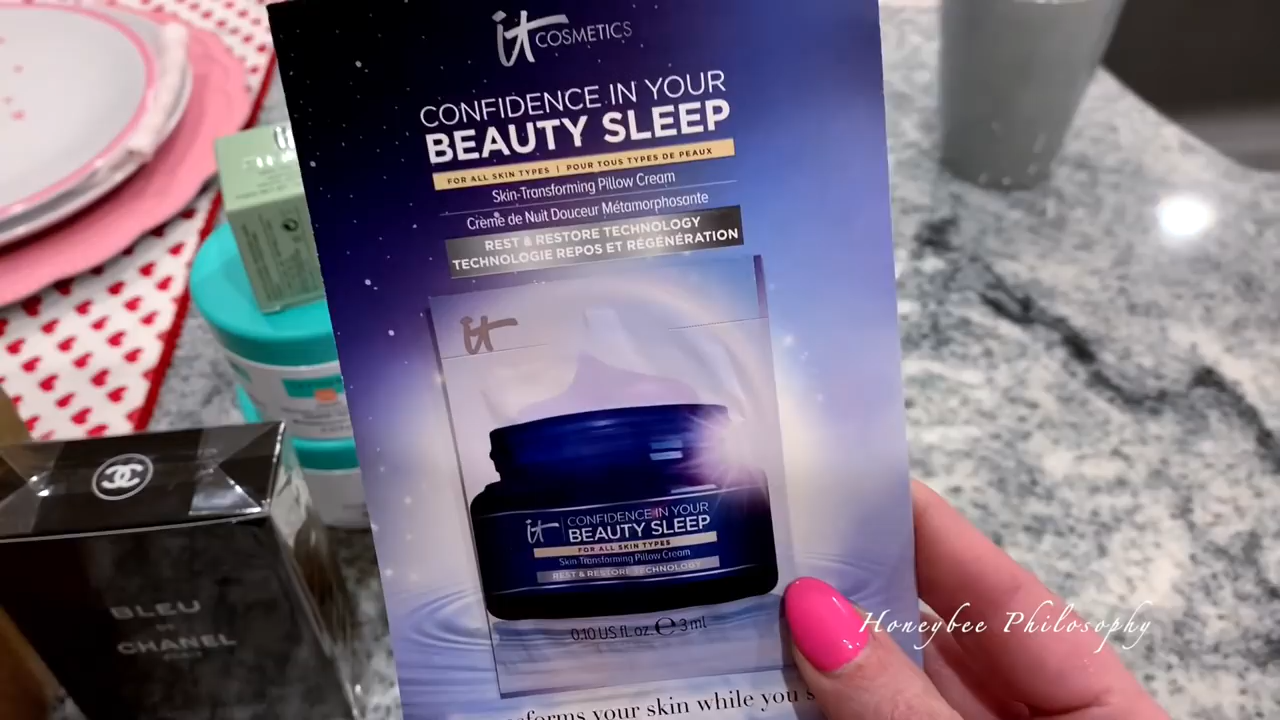 it COSMETICS
CONFIDENCE IN YOUR
BEAUTY SLEEP
FOR ALL SKIN TYPES | POUR TOUS TYPES DE PEAUX
Skin-Transforming Pillow Cream
Crème de Nuit Douceur Métamorphosante
REST & RESTORE TECHNOLOGY
TECHNOLOGIE REPOS ET RÉGÉNÉRATION
it
it CONFIDENCE IN YOUR
BEAUTY SLEEP
FOR ALL SKIN TYPES
Skin-Transforming Pillow Cream
REST & RESTORE TECHNOLOGY
0.10 US fl. oz. ℮ 3 ml
your skin while you
BLEU
DE
CHANEL
Honeybee Philosophy